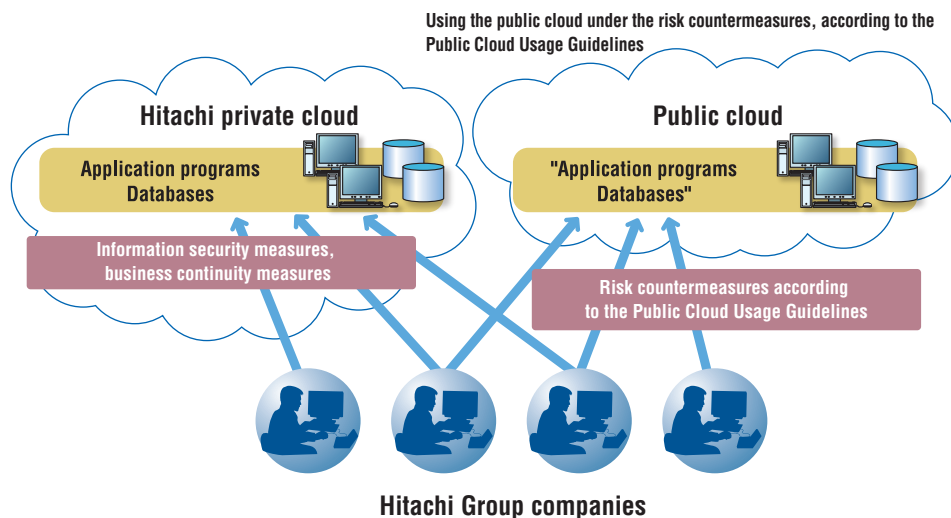 Using the public cloud under the risk countermeasures, according to the
Public Cloud Usage Guidelines
Hitachi private cloud
Application programs
Databases
Information security measures,
business continuity measures
Public cloud
"Application programs
Databases"
Risk countermeasures according
to the Public Cloud Usage Guidelines
Hitachi Group companies